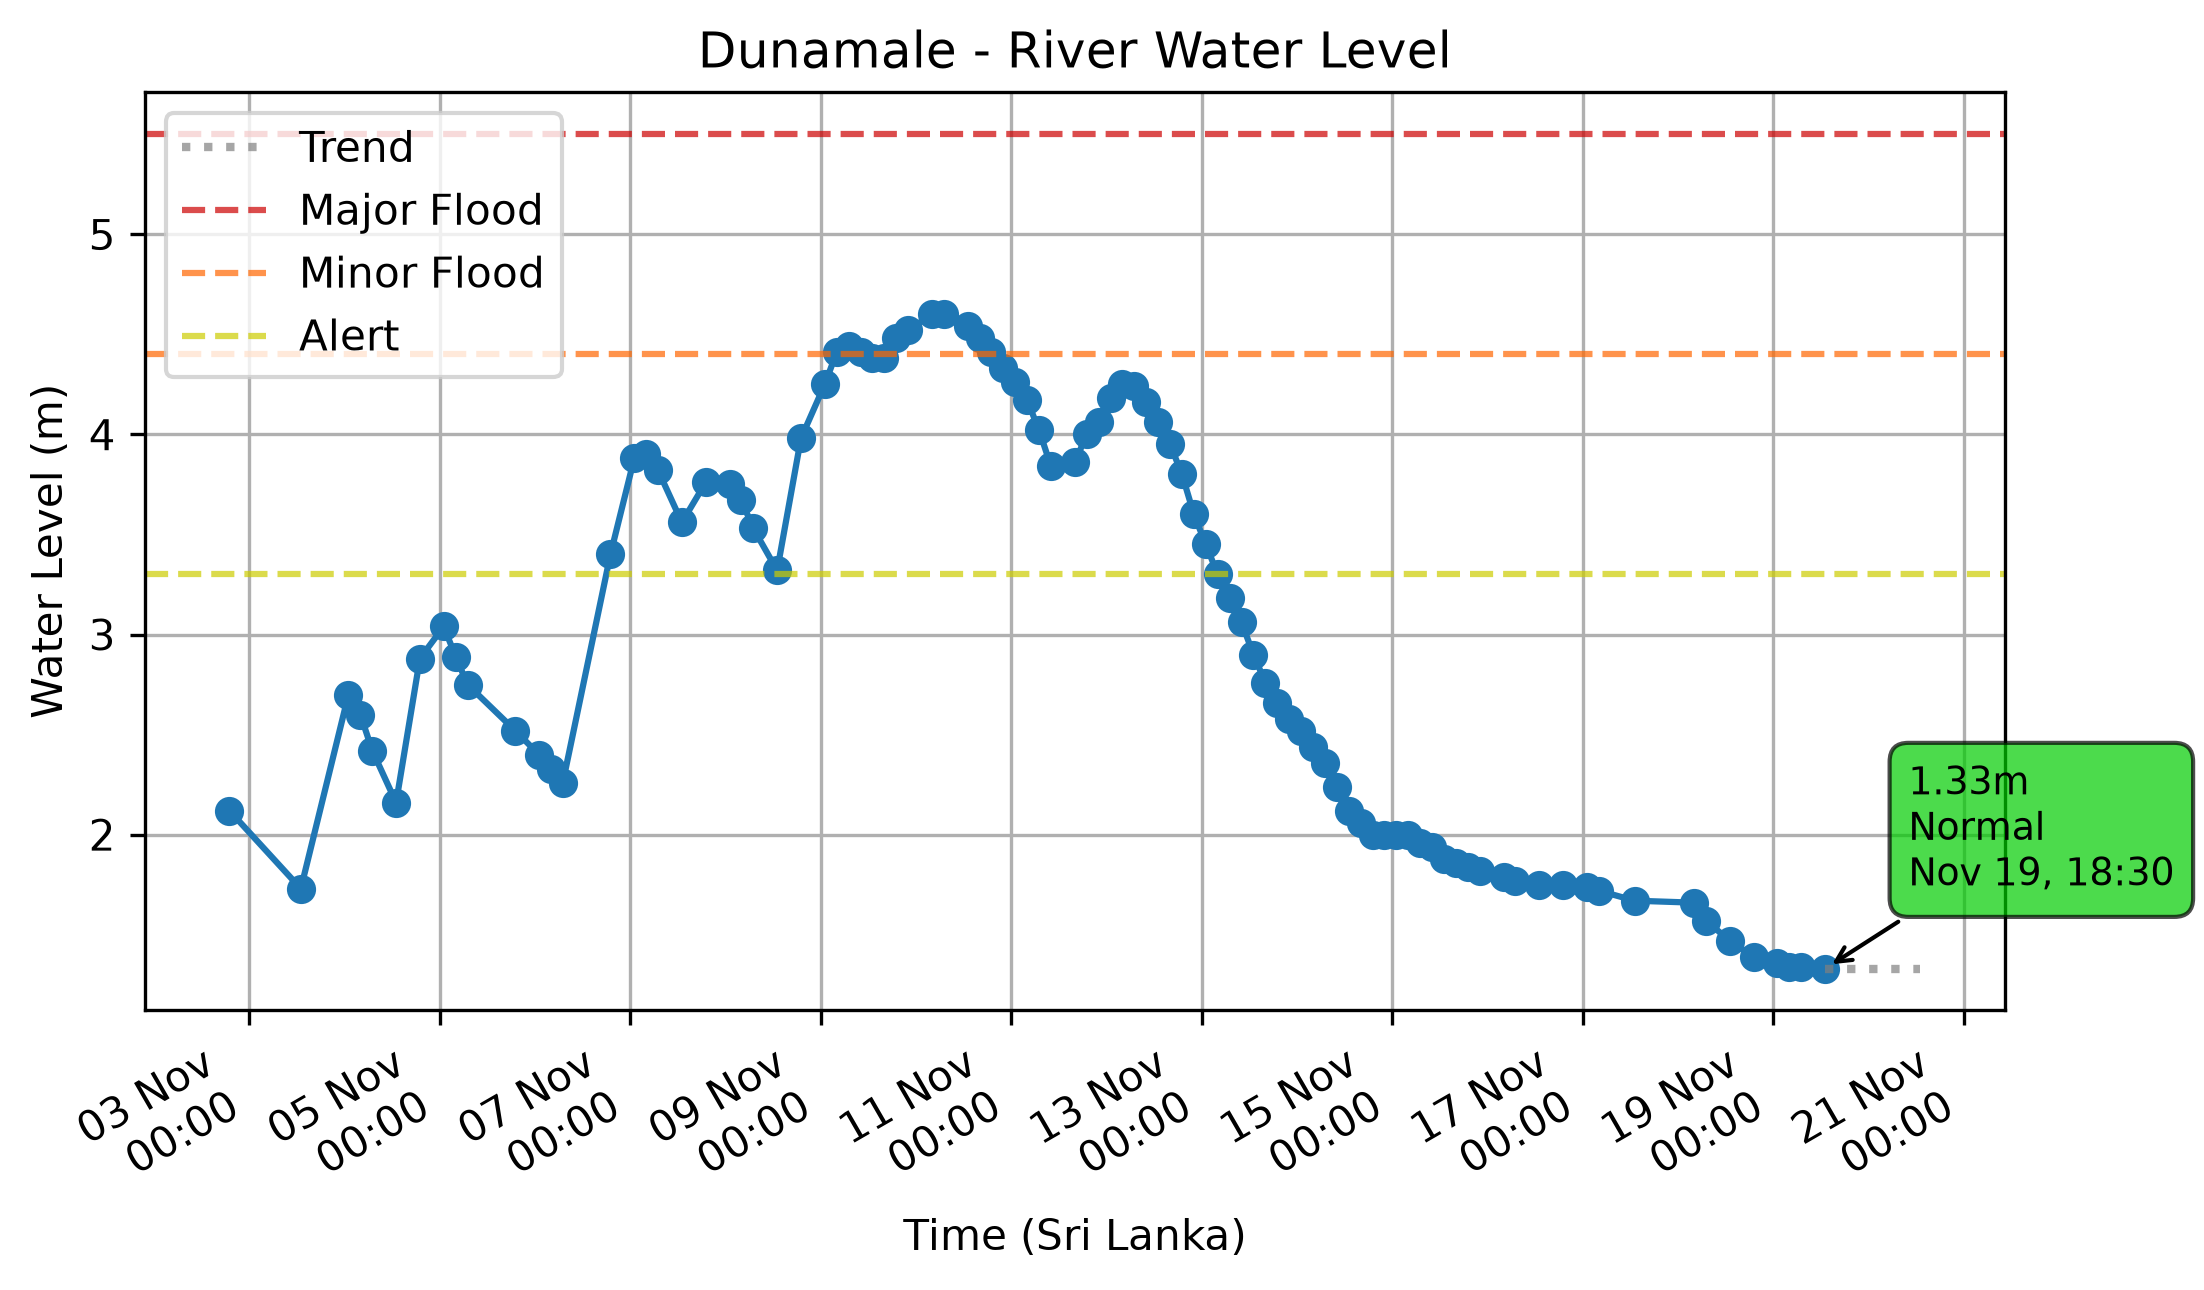 Dunamale - River Water Level
Trend
Major Flood
Minor Flood
Alert
Water Level (m)
5
4
3
2
1.33m
Normal
Nov 19, 18:30
03 Nov
00:00
05 Nov
00:00
07 Nov
00:00
09 Nov
00:00
11 Nov
00:00
13 Nov
00:00
15 Nov
00:00
17 Nov
00:00
19 Nov
00:00
21 Nov
00:00
Time (Sri Lanka)